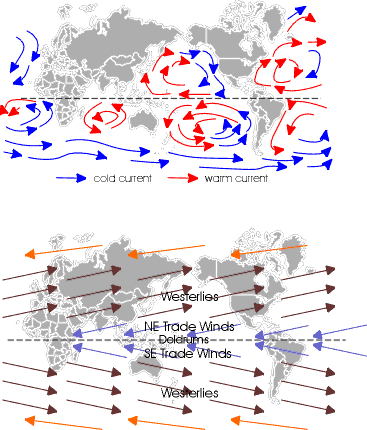 cold current warm current
Westerlies
NE Trade Winds
Doldrums
SE Trade Winds
Westerlies